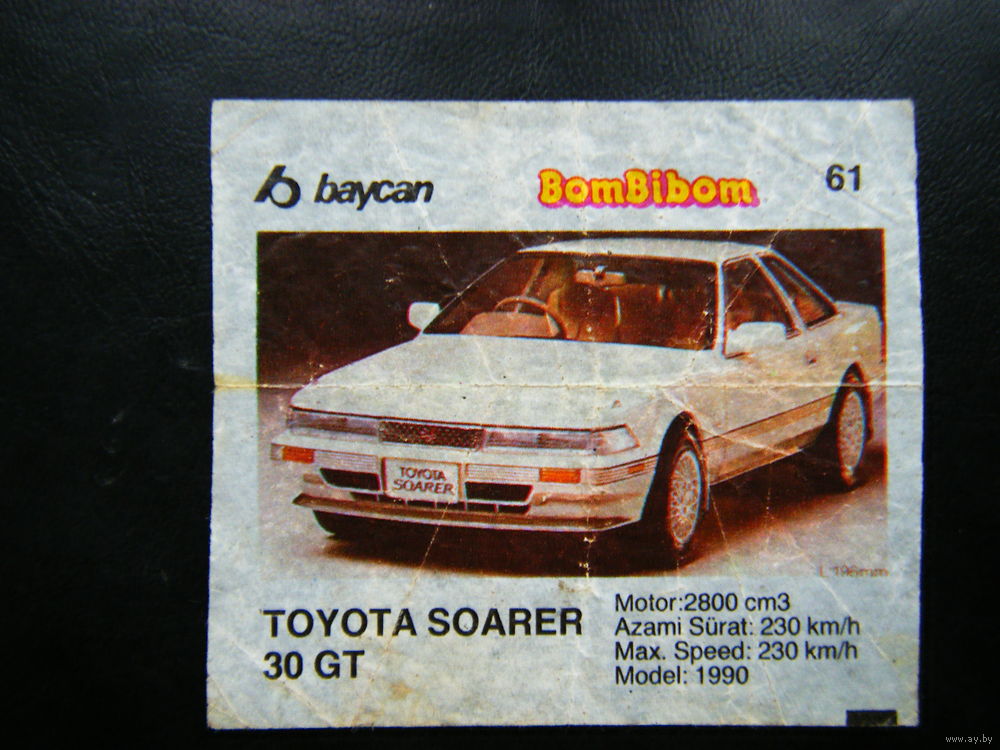 baycan
BomBibom
61
TOYOTA
SOARER
TOYOTA SOARER
30 GT
Motor:2800 cm3
Azami Sürat: 230 km/h
Max. Speed: 230 km/h
Model: 1990
www.ay.by